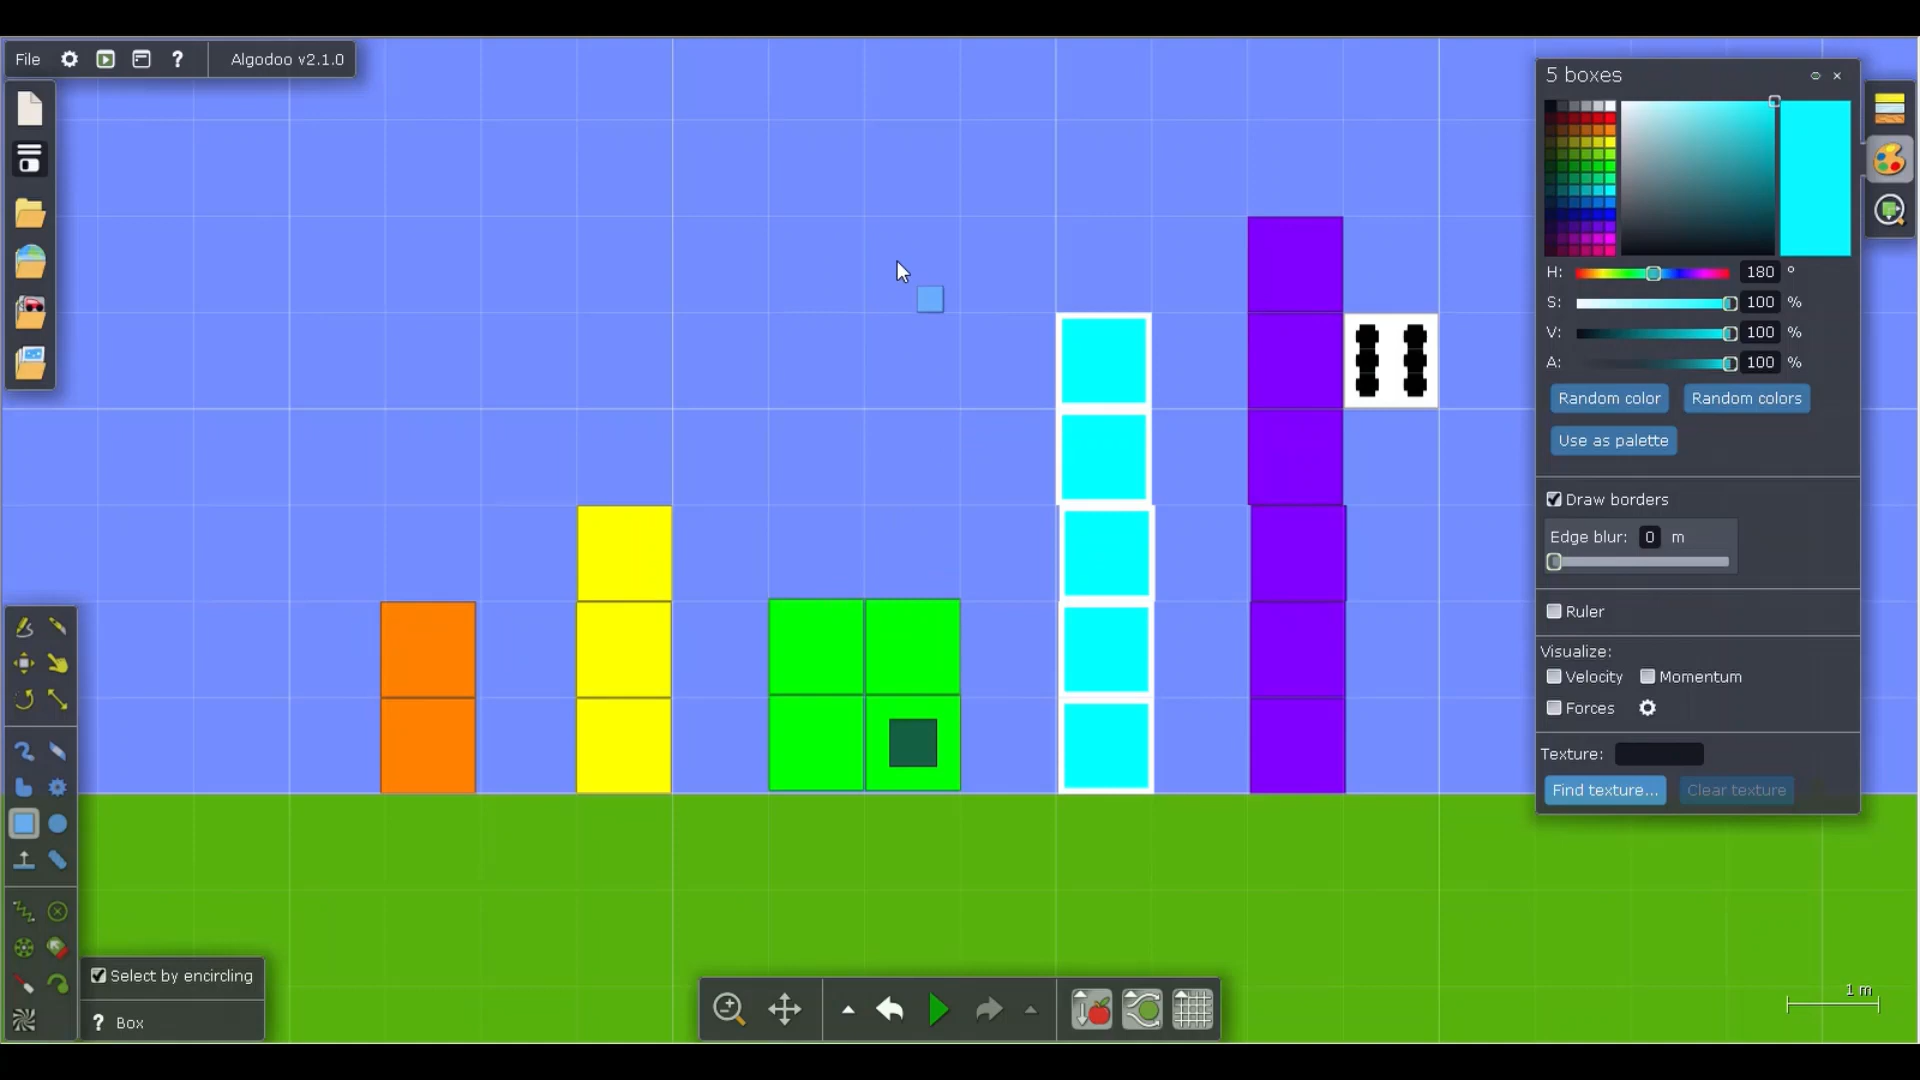 File ? Algodoo v2.1.0
5 boxes
H: 180 °
S: 100 %
V: 100 %
A: 100 %
Random color Random colors
Use as palette
Draw borders
Edge blur: 0 m
Ruler
Visualize:
Velocity Momentum
Forces
Texture:
Find texture... Clear texture
Select by encircling
? Box
1 m